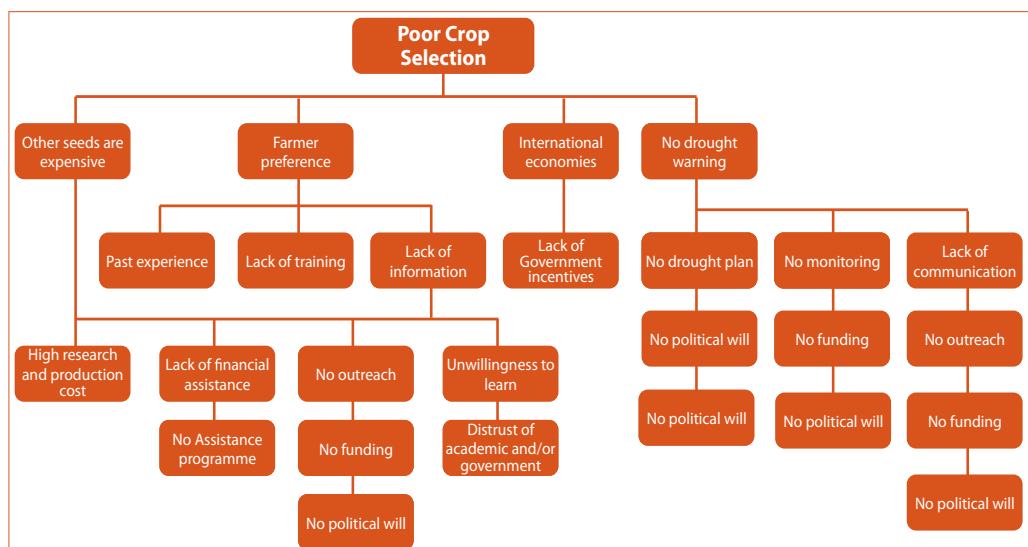 Poor Crop
Selection
Other seeds are
expensive
Farmer
preference
International
economies
No drought
warning
Past experience
Lack of training
Lack of
information
Lack of
Government
incentives
No drought plan
No monitoring
Lack of
communication
High research
and production
cost
Lack of financial
assistance
No outreach
Unwillingness to
learn
No political will
No funding
No outreach
No Assistance
programme
No funding
Distrust of
academic and/or
government
No political will
No political will
No funding
No political will
No political will